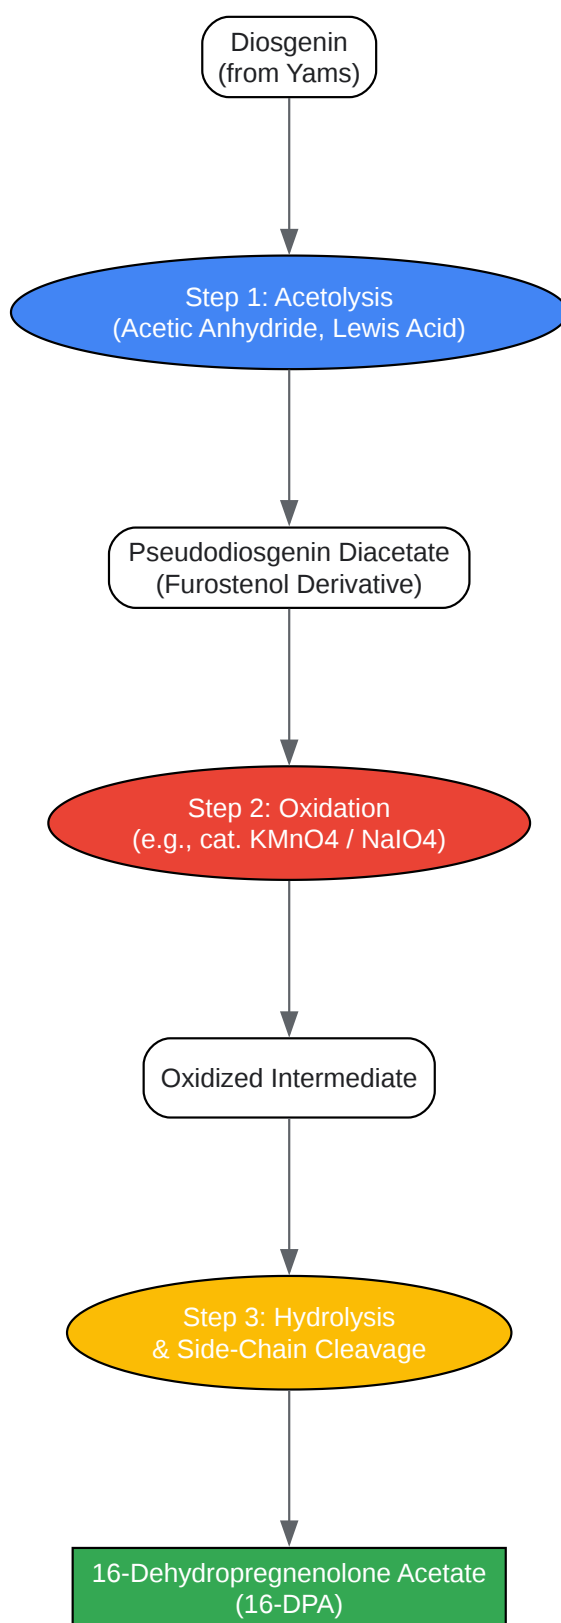 Diosgenin
(from Yams)
Step 1: Acetolysis
(Acetic Anhydride, Lewis Acid)
Pseudodiosgenin Diacetate
(Furostenol Derivative)
Step 2: Oxidation
(e.g., cat. KMnO4 / NaIO4)
Oxidized Intermediate
Step 3: Hydrolysis
& Side-Chain Cleavage
16-Dehydropregnenolone Acetate
(16-DPA)